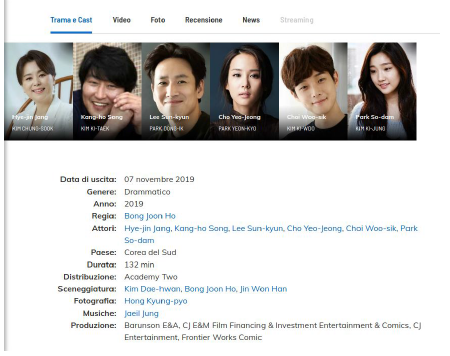 Trama e Cast Video Foto Recensione News Streaming
Hye-jin Jang Kang-ho Song Lee Sun-kyun Cho Yeo-Jeong Choi Woo-sik Park So-dam
KIM CHUNG-SOOK KIM KI-TAEK PARK DONG-IK PARK YEON-KYO KIM KI-WOO KIM KI-JUNG
Data di uscita: 07 novembre 2019
Genere: Drammatico
Anno: 2019
Regia: Bong Joon Ho
Attori: Hye-jin Jang, Kang-ho Song, Lee Sun-kyun, Cho Yeo-Jeong, Choi Woo-sik, Park
So-dam
Paese: Corea del Sud
Durata: 132 min
Distribuzione: Academy Two
Sceneggiatura: Kim Dae-hwan, Bong Joon Ho, Jin Won Han
Fotografia: Hong Kyung-pyo
Musiche: Jaeil Jung
Produzione: Barunson E&A, CJ E&M Film Financing & Investment Entertainment & Comics, CJ
Entertainment, Frontier Works Comic